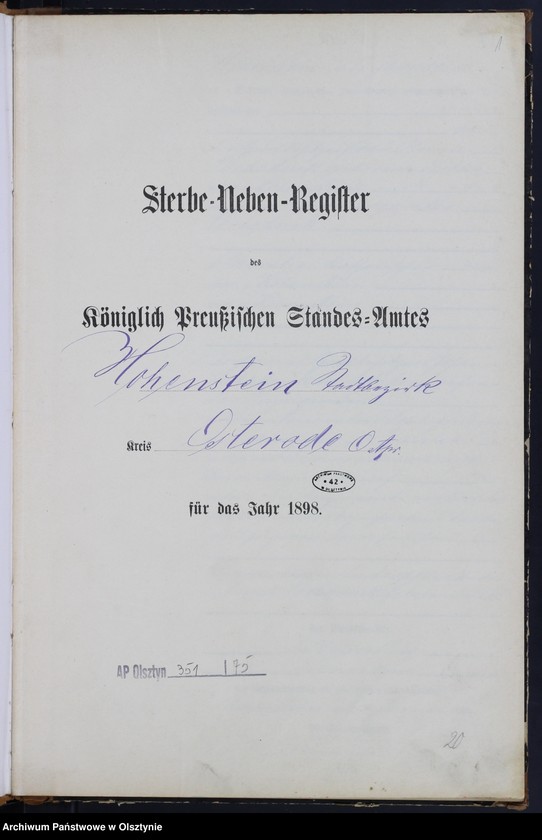 1
Sterbe-Neben-Register
des
Königlich Preußischen Standes-Amtes
Hohenstein Stadtbezirk
Kreis Osterode Ostpr.
42
für das Jahr 1898.
AP Olsztyn 351 / 75
20
Archiwum Państwowe w Olsztynie